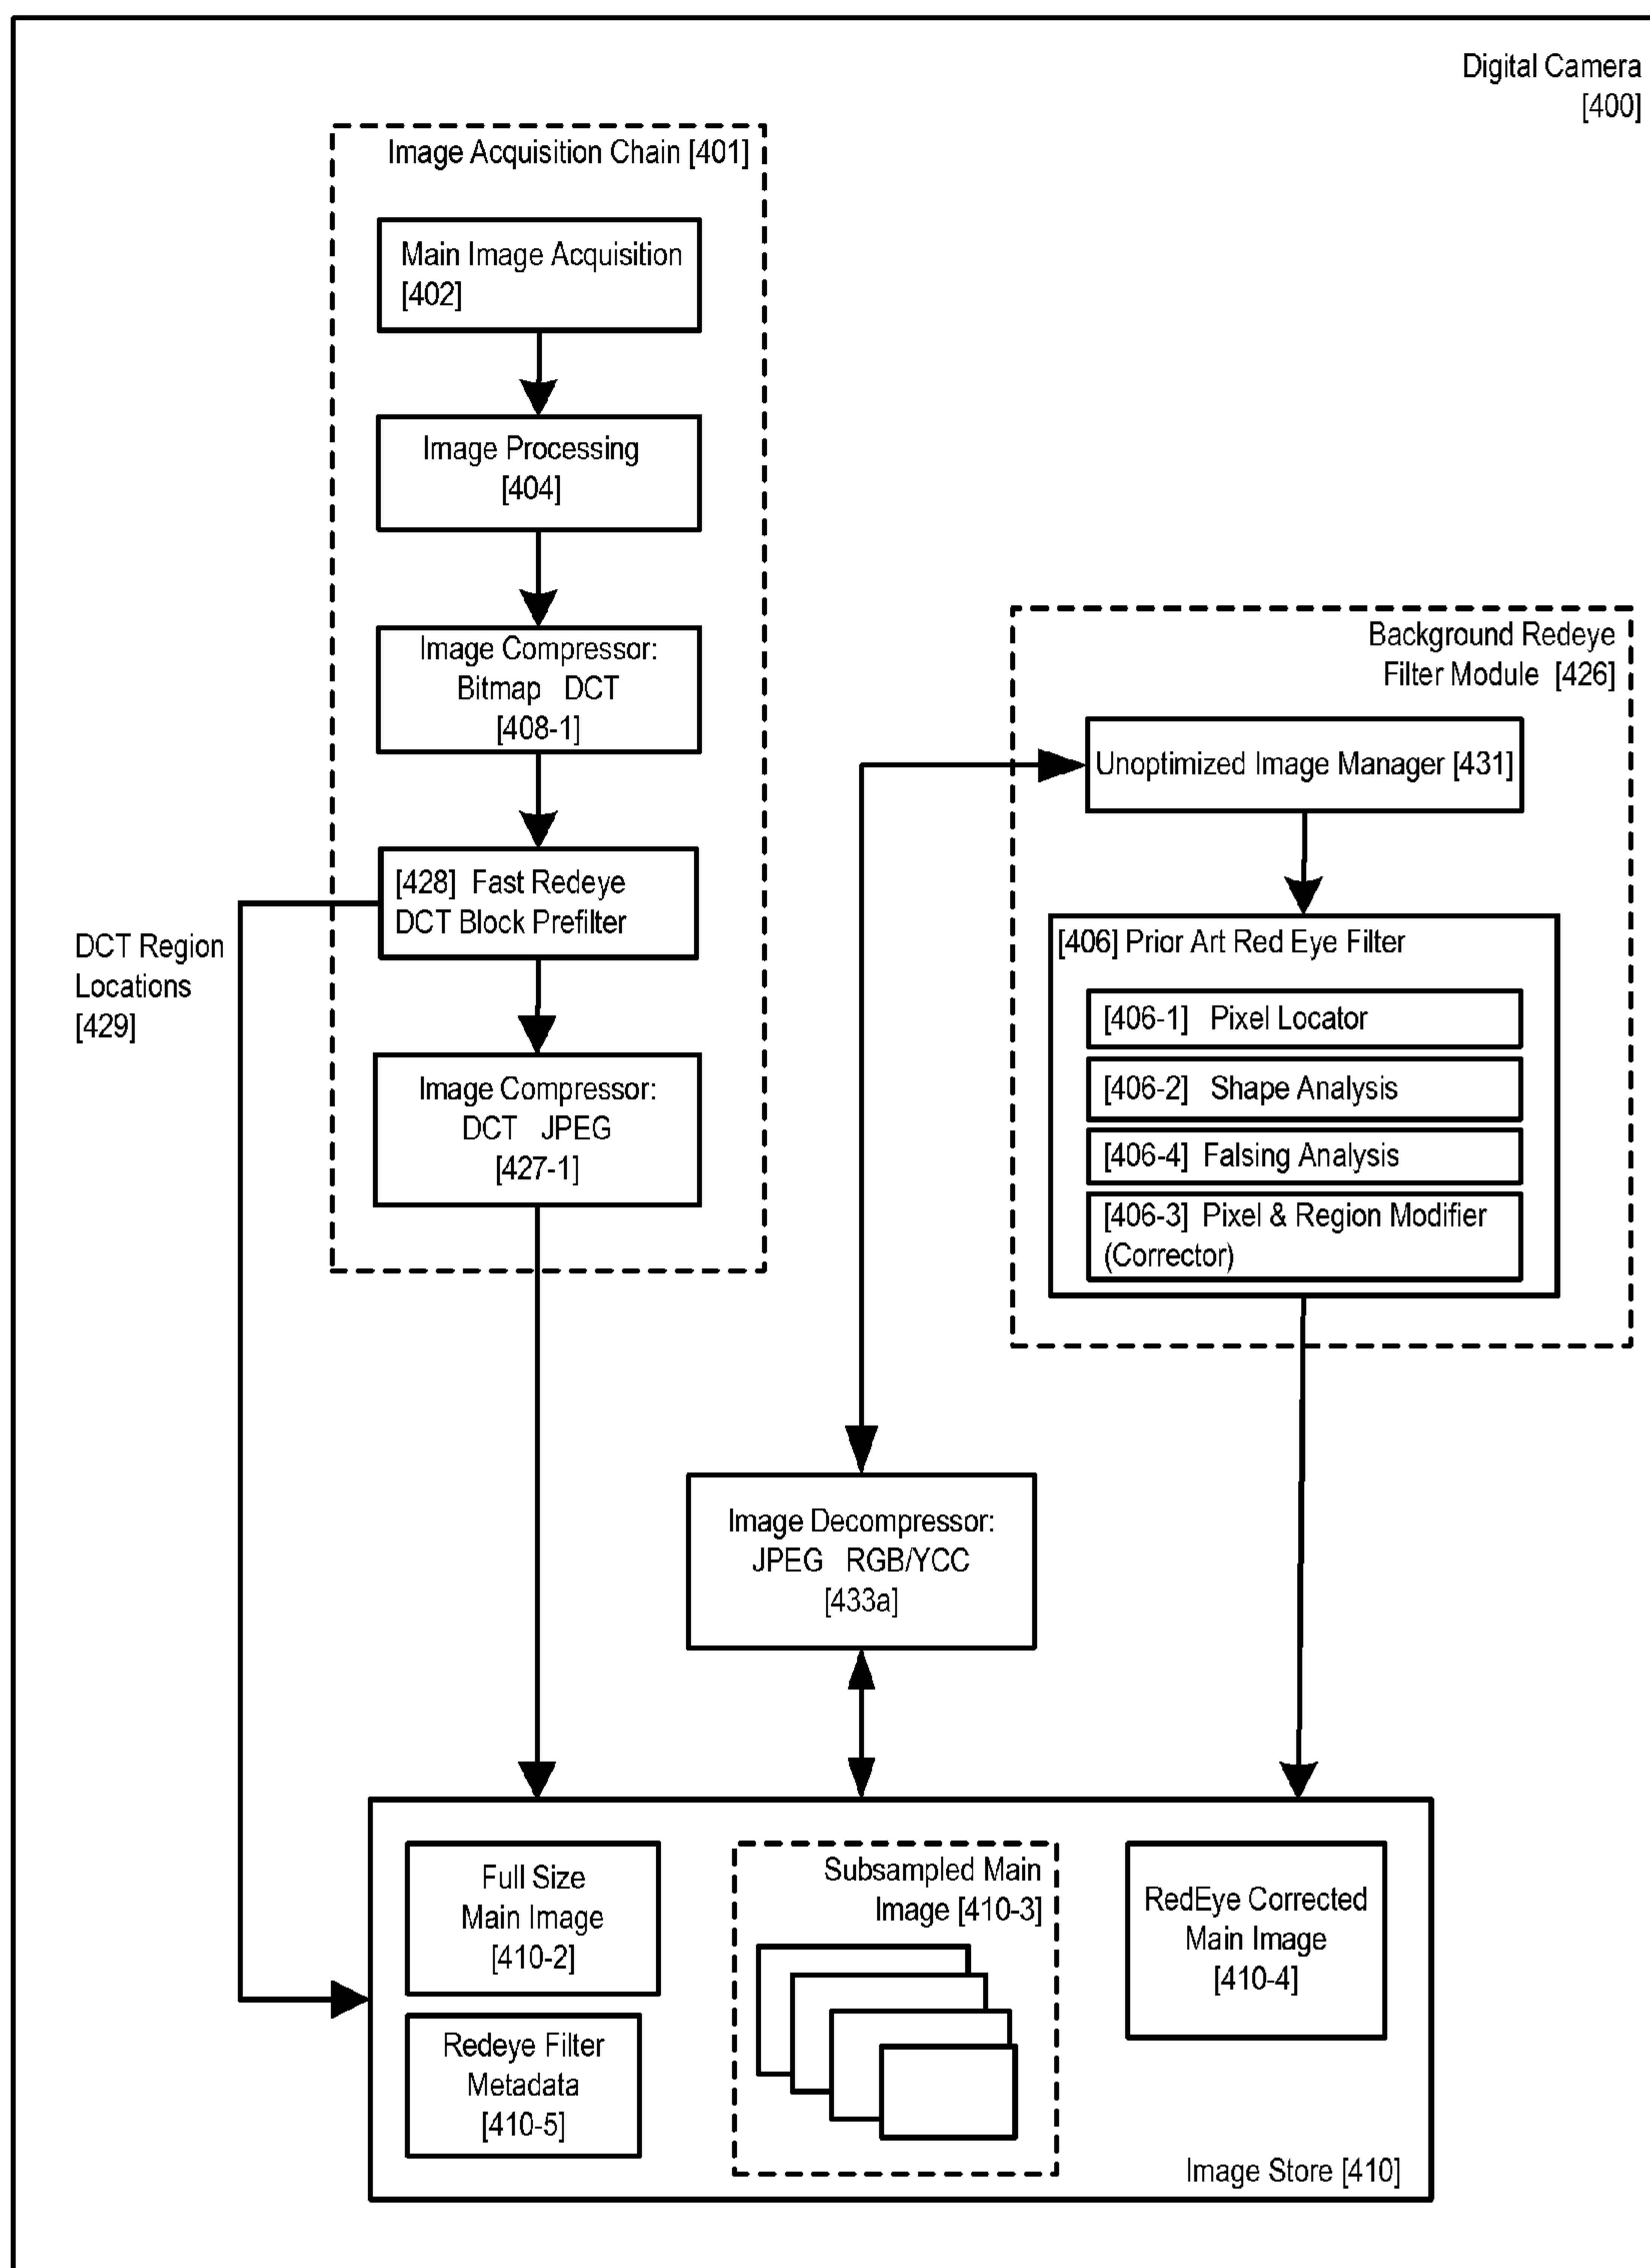 Digital Camera
[400]
Image Acquisition Chain [401]
Main Image Acquisition
[402]
Image Processing
[404]
Image Compressor:
Bitmap DCT
[408-1]
[428] Fast Redeye
DCT Block Prefilter
DCT Region
Locations
[429]
Image Compressor:
DCT JPEG
[427-1]
Background Redeye
Filter Module [426]
Unoptimized Image Manager [431]
[406] Prior Art Red Eye Filter
[406-1] Pixel Locator
[406-2] Shape Analysis
[406-4] Falsing Analysis
[406-3] Pixel & Region Modifier
(Corrector)
Image Decompressor:
JPEG RGB/YCC
[433a]
Full Size
Main Image
[410-2]
Redeye Filter
Metadata
[410-5]
Subsampled Main
Image [410-3]
RedEye Corrected
Main Image
[410-4]
Image Store [410]